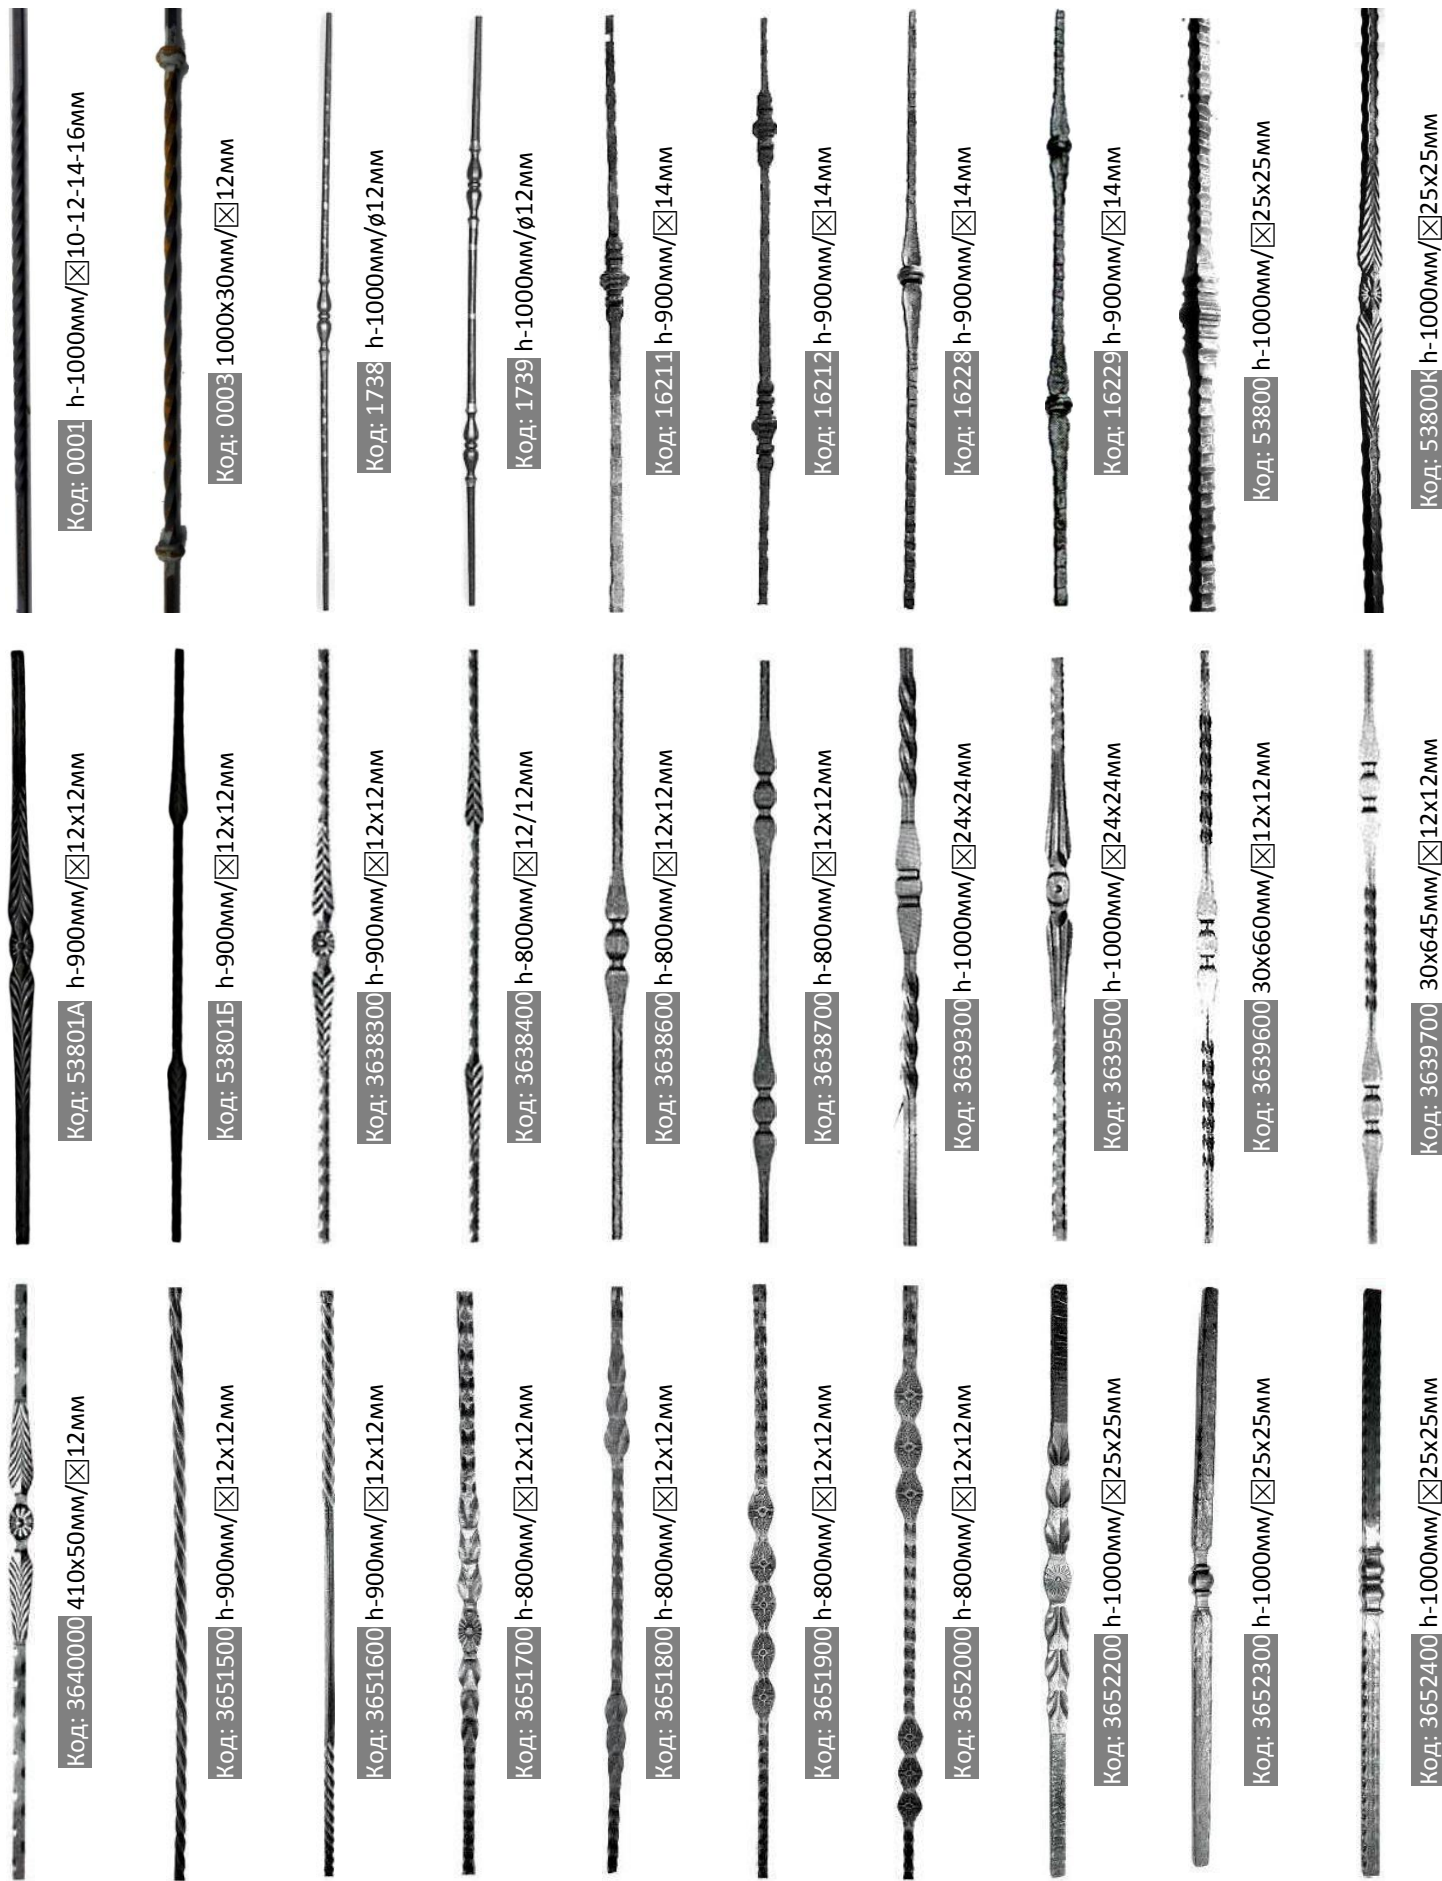 Код: 0001 h-1000мм/☒10-12-14-16мм
Код: 0003 1000x30мм/☒12мм
Код: 1738 h-1000мм/ø12мм
Код: 1739 h-1000мм/ø12мм
Код: 16211 h-900мм/☒14мм
Код: 16212 h-900мм/☒14мм
Код: 16228 h-900мм/☒14мм
Код: 16229 h-900мм/☒14мм
Код: 53800 h-1000мм/☒25x25мм
Код: 53800К h-1000мм/☒25x25мм
Код: 53801А h-900мм/☒12x12мм
Код: 53801Б h-900мм/☒12x12мм
Код: 3638300 h-900мм/☒12x12мм
Код: 3638400 h-800мм/☒12/12мм
Код: 3638600 h-800мм/☒12x12мм
Код: 3638700 h-800мм/☒12x12мм
Код: 3639300 h-1000мм/☒24x24мм
Код: 3639500 h-1000мм/☒24x24мм
Код: 3639600 30x660мм/☒12x12мм
Код: 3639700 30x645мм/☒12x12мм
Код: 3640000 410x50мм/☒12мм
Код: 3651500 h-900мм/☒12x12мм
Код: 3651600 h-900мм/☒12x12мм
Код: 3651700 h-800мм/☒12x12мм
Код: 3651800 h-800мм/☒12x12мм
Код: 3651900 h-800мм/☒12x12мм
Код: 3652000 h-800мм/☒12x12мм
Код: 3652200 h-1000мм/☒25x25мм
Код: 3652300 h-1000мм/☒25x25мм
Код: 3652400 h-1000мм/☒25x25мм